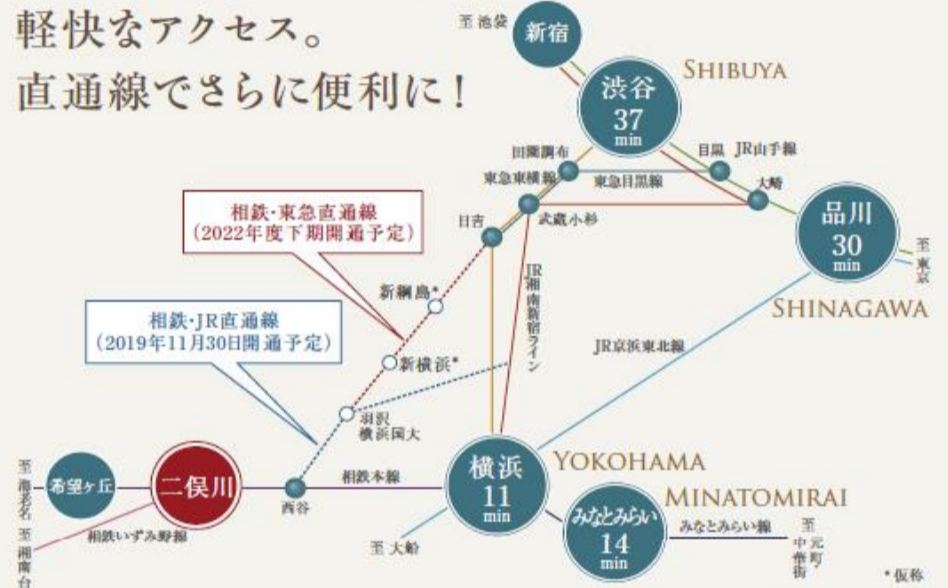 軽快なアクセス。
直通線でさらに便利に!
至 池袋
新宿
渋谷
37
min
SHIBUYA
田園調布
目黒
JR山手線
東急東横線
東急目黒線
大崎
日吉
武蔵小杉
品川
30
min
至 東京
SHINAGAWA
相鉄・東急直通線
(2022年度下期開通予定)
新綱島*
JR湘南新宿ライン
相鉄・JR直通線
(2019年11月30日開通予定)
新横浜*
JR京浜東北線
羽沢
横浜国大
至 海老名
希望ヶ丘
二俣川
西谷
相鉄本線
横浜
11
min
YOKOHAMA
MINATOMIRAI
みなとみらい
14
min
みなとみらい線
至 元町・
中華街
相鉄いずみ野線
至 湘南台
至 大船
*仮称